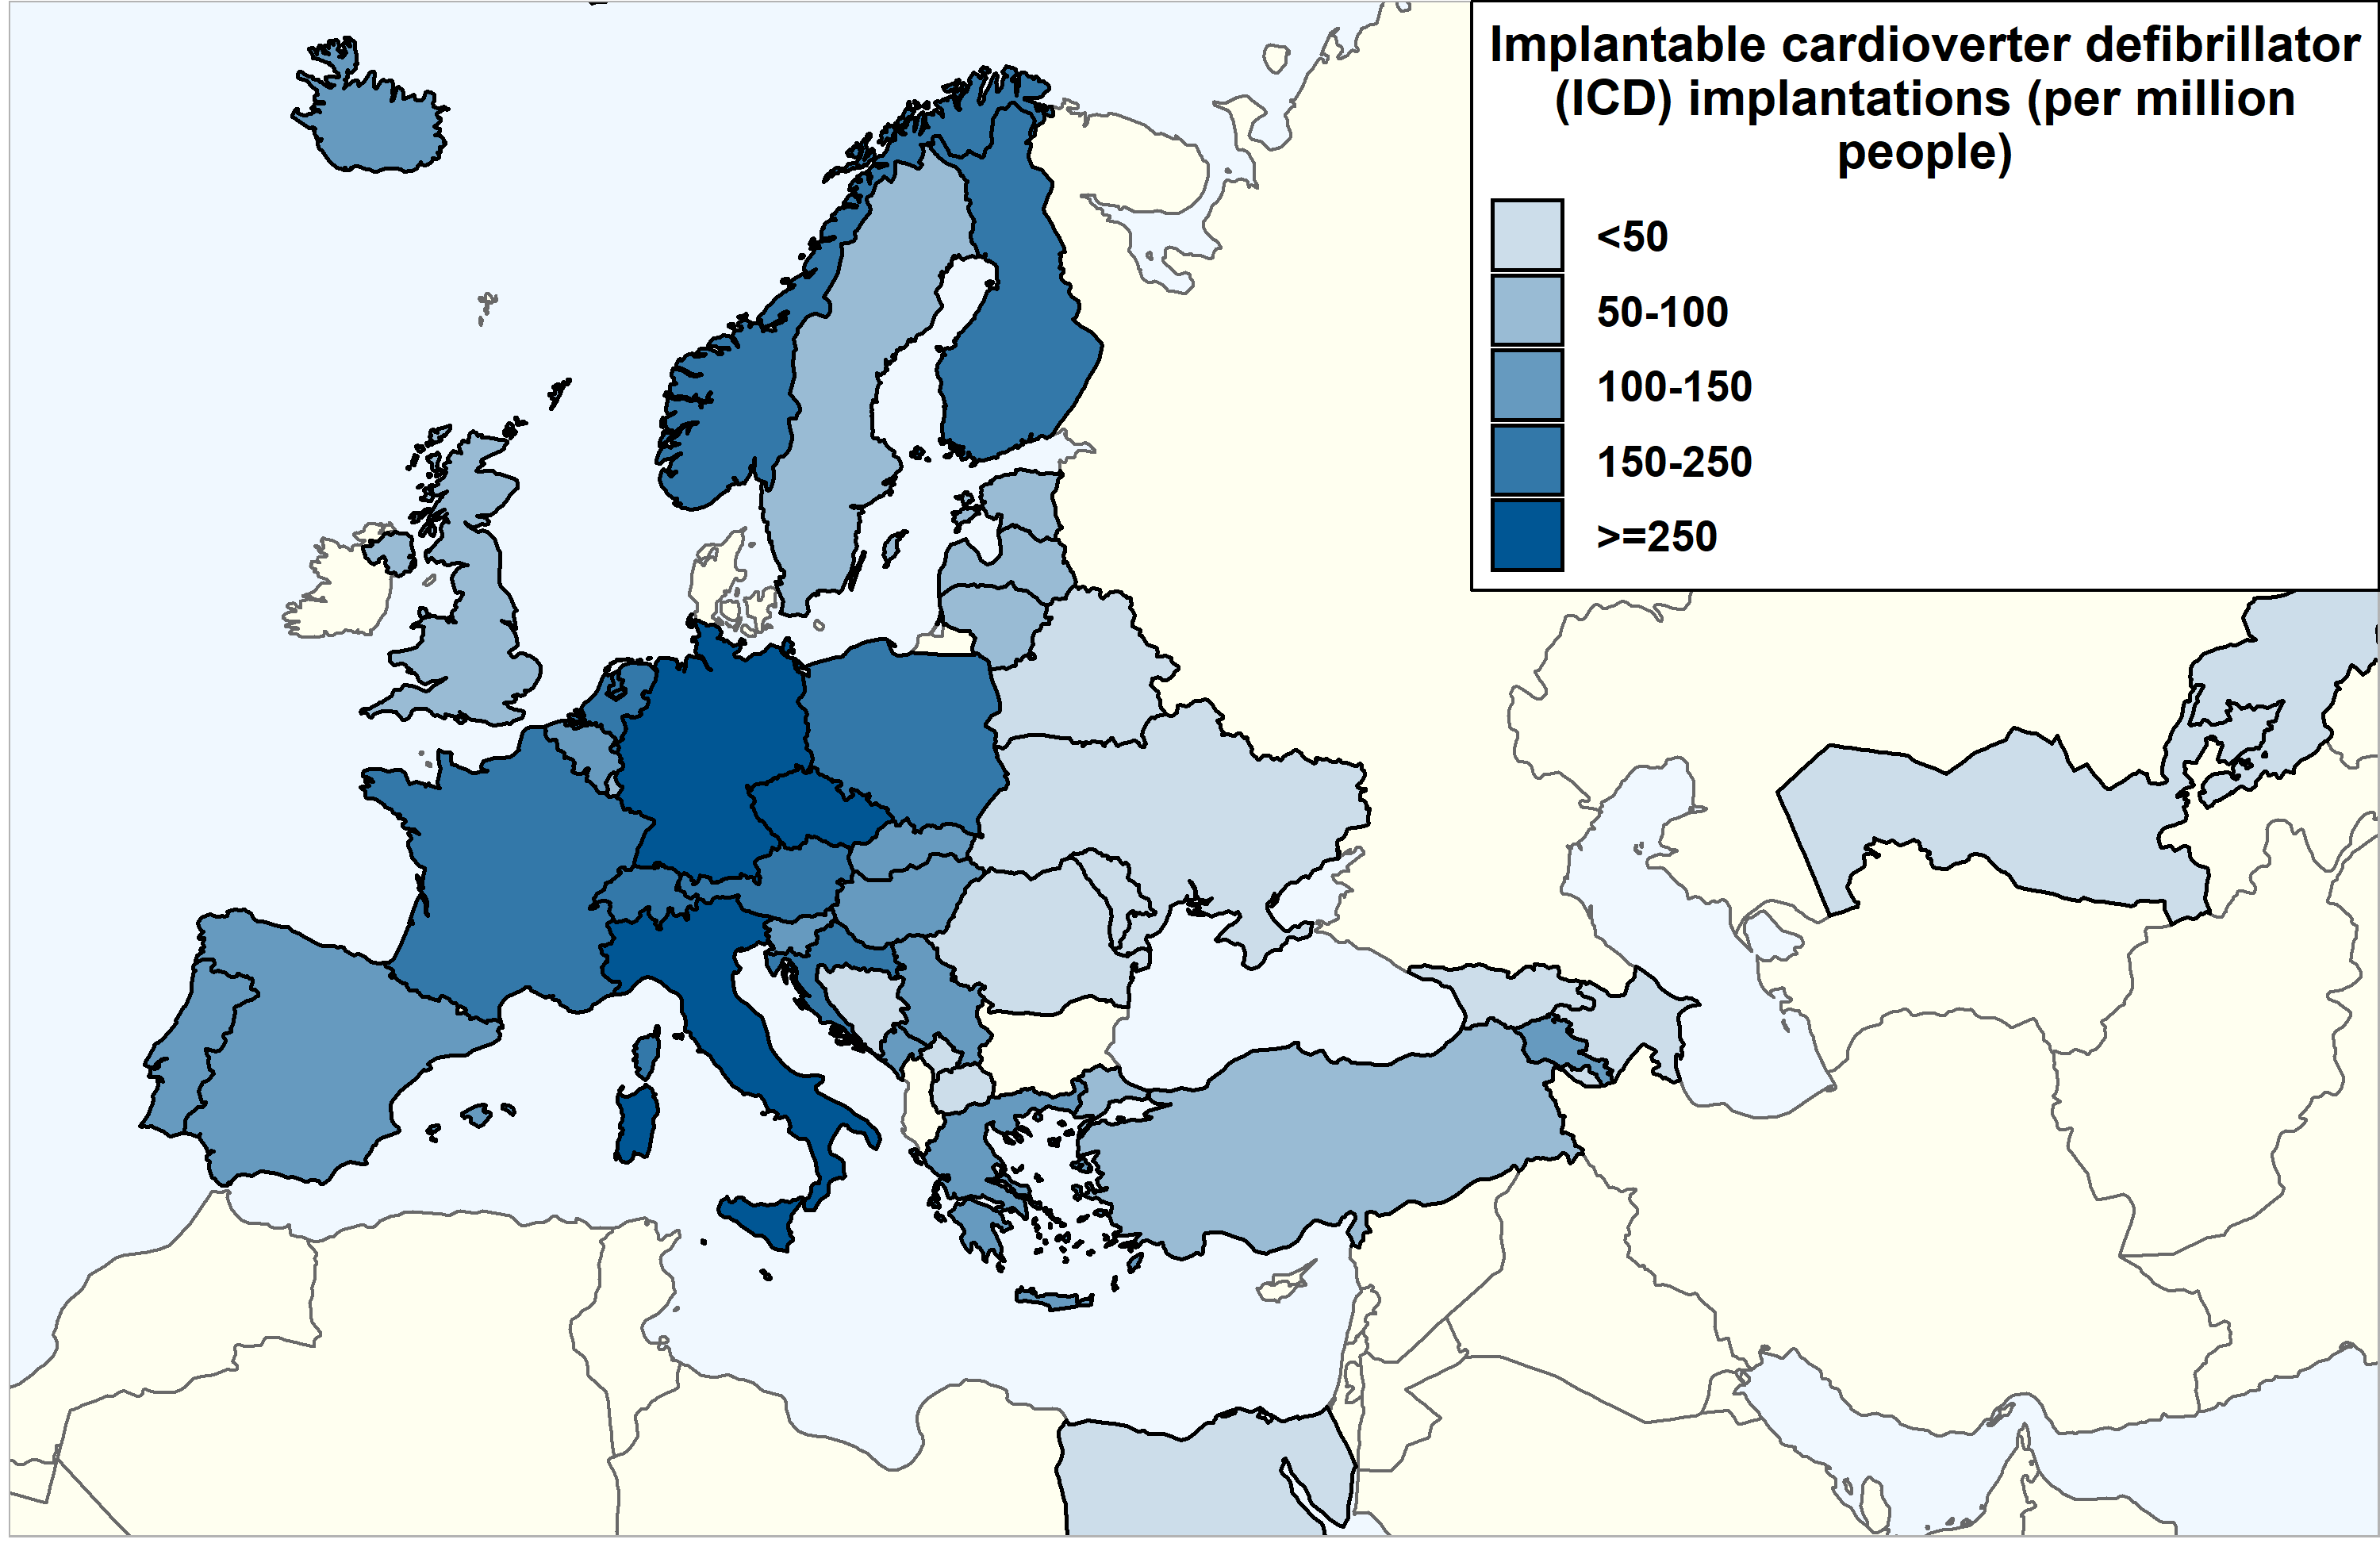 Implantable cardioverter defibrillator
(ICD) implantations (per million
people)
<50
50-100
100-150
150-250
>=250